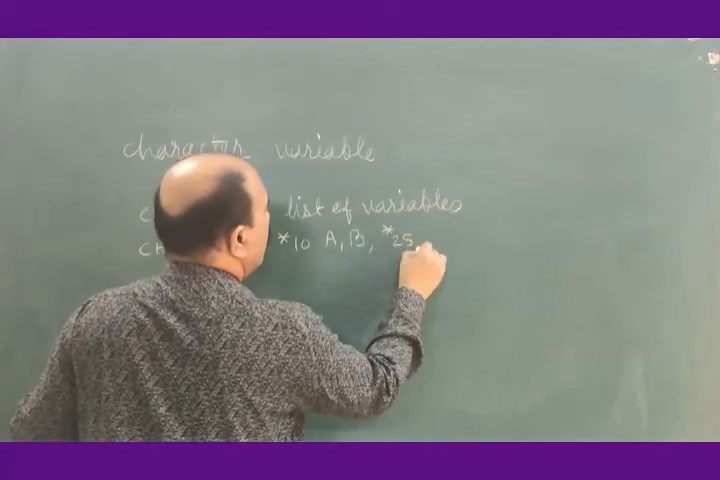 character variable
list of variables
*10 A, B, *25